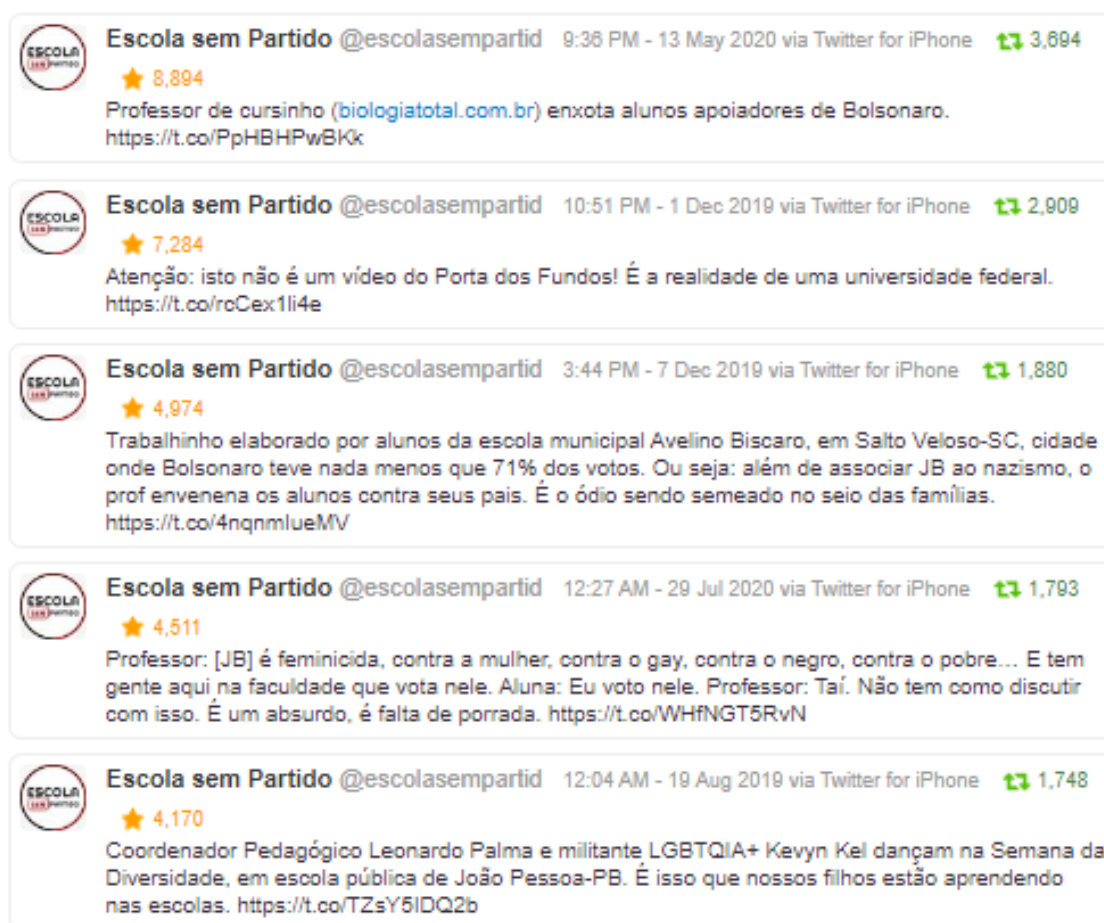 ESCOLA
SEM PARTIDO
Escola sem Partido @escolasempartid 9:36 PM - 13 May 2020 via Twitter for iPhone 3,694
8,894
Professor de cursinho (biologiatotal.com.br) enxota alunos apoiadores de Bolsonaro.
https://t.co/PpHBHPwBKk
ESCOLA
SEM PARTIDO
Escola sem Partido @escolasempartid 10:51 PM - 1 Dec 2019 via Twitter for iPhone 2,909
7,284
Atenção: isto não é um vídeo do Porta dos Fundos! É a realidade de uma universidade federal.
https://t.co/rcCex1li4e
ESCOLA
SEM PARTIDO
Escola sem Partido @escolasempartid 3:44 PM - 7 Dec 2019 via Twitter for iPhone 1,880
4,974
Trabalhinho elaborado por alunos da escola municipal Avelino Biscaro, em Salto Veloso-SC, cidade
onde Bolsonaro teve nada menos que 71% dos votos. Ou seja: além de associar JB ao nazismo, o
prof envenena os alunos contra seus pais. É o ódio sendo semeado no seio das famílias.
https://t.co/4nqnmlueMV
ESCOLA
SEM PARTIDO
Escola sem Partido @escolasempartid 12:27 AM - 29 Jul 2020 via Twitter for iPhone 1,793
4,511
Professor: [JB] é feminicida, contra a mulher, contra o gay, contra o negro, contra o pobre... E tem
gente aqui na faculdade que vota nele. Aluna: Eu voto nele. Professor: Taí. Não tem como discutir
com isso. É um absurdo, é falta de porrada. https://t.co/WHfNGT5RvN
ESCOLA
SEM PARTIDO
Escola sem Partido @escolasempartid 12:04 AM - 19 Aug 2019 via Twitter for iPhone 1,748
4,170
Coordenador Pedagógico Leonardo Palma e militante LGBTQIA+ Kevyn Kel dançam na Semana da
Diversidade, em escola pública de João Pessoa-PB. É isso que nossos filhos estão aprendendo
nas escolas. https://t.co/TZsY5IDQ2b